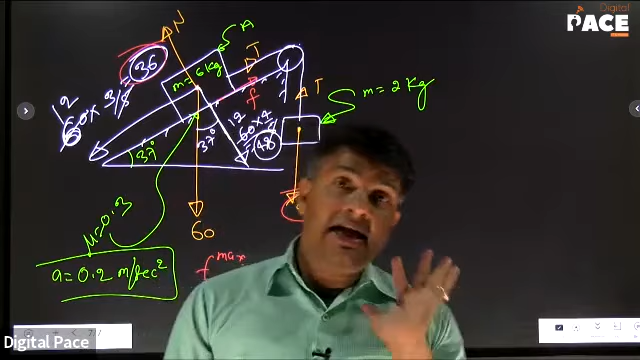 Digital
PACE
N
A
36
T
m = 6 kg
f
T
m = 2 kg
12
60 × 3/5
12
60 × 4/5
48
37°
37°
60
μ = 0.3
a = 0.2 m/sec²
f max
Digital Pace